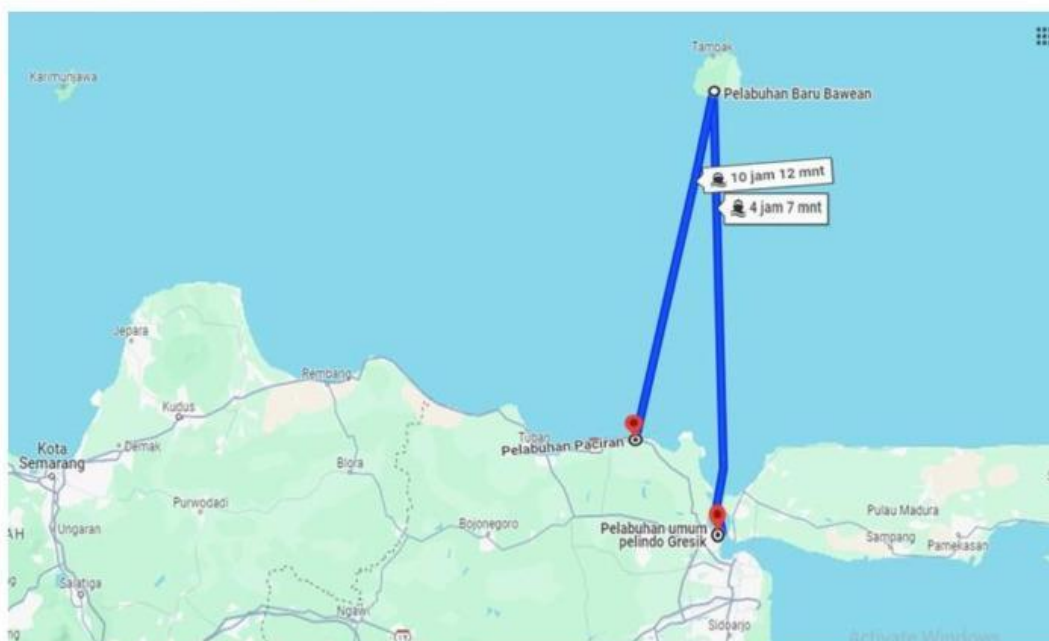 Tampak
Karimunjawa
Pelabuhan Baru Bawean
10 jam 12 mnt
4 jam 7 mnt
Jepara
Rembang
Kudus
Tuban
Pelabuhan Paciran
Demak
Kota
Semarang
Blora
Purwodadi
Bojonegoro
Pelabuhan umum
pelindo Gresik
Pulau Madura
Ungaran
AH
Sampang
Pamekasan
Salatiga
Ngawi
Sidoarjo
Activate Windows